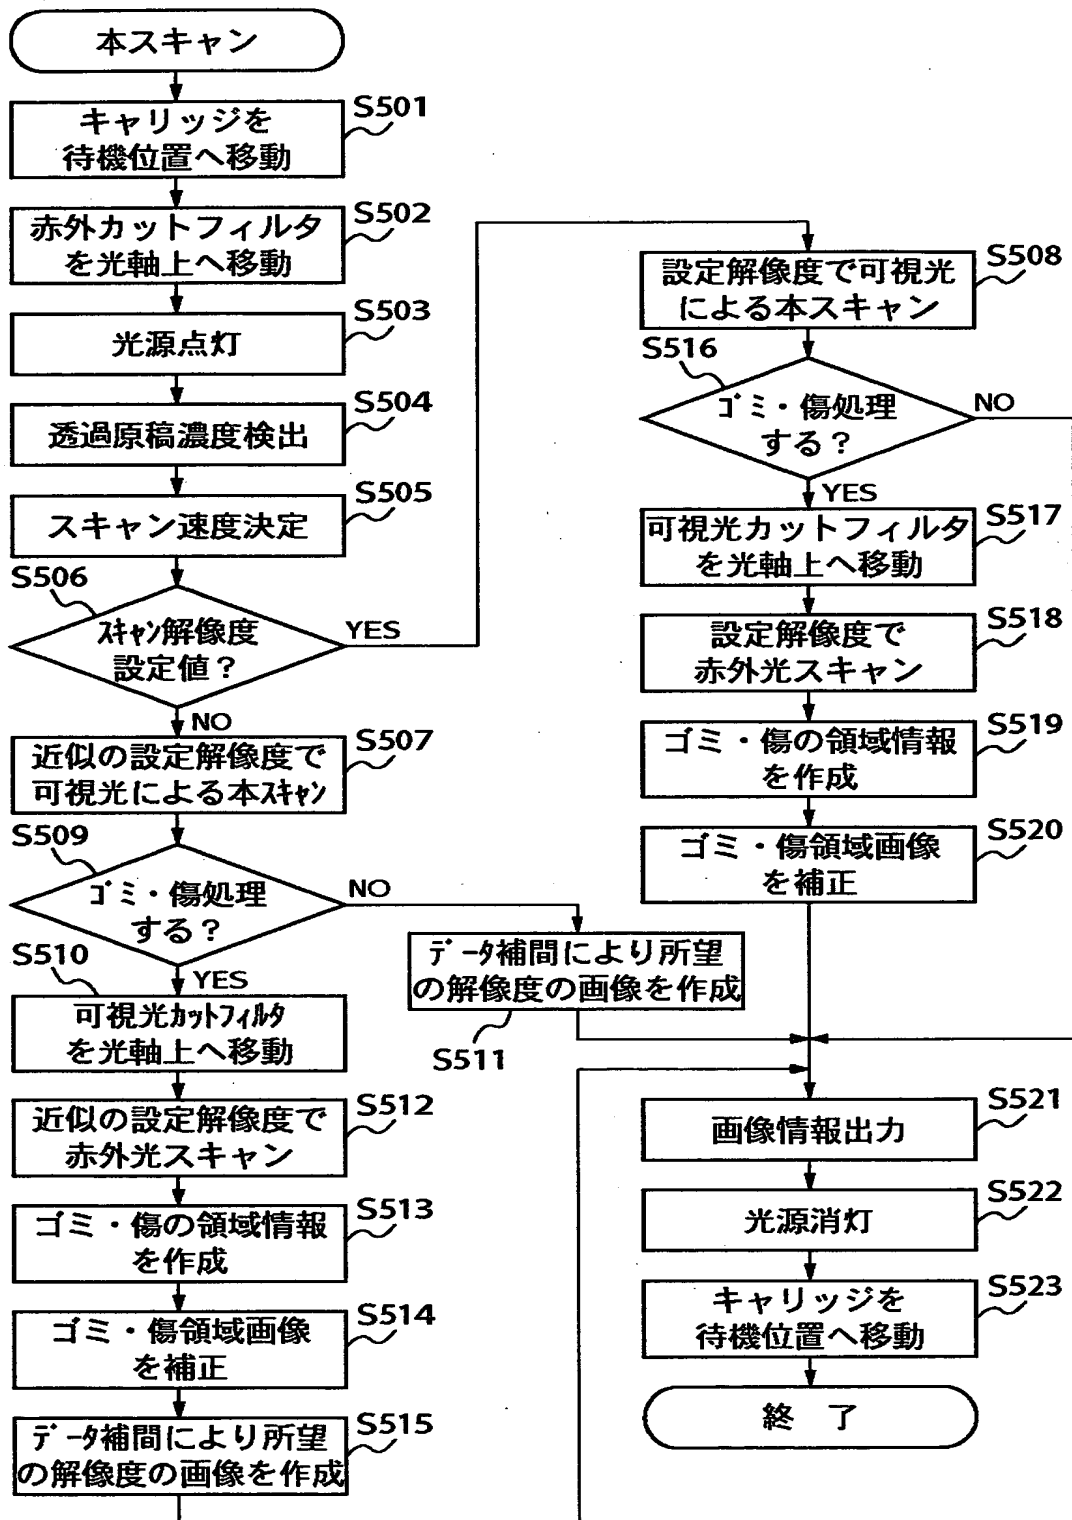 本スキャン
S501
キャリッジを
待機位置へ移動
S502
赤外カットフィルタ
を光軸上へ移動
S503
光源点灯
S504
透過原稿濃度検出
S505
スキャン速度決定
S506
ｽｷｬﾝ解像度
設定値？
YES
NO
S507
近似の設定解像度で
可視光による本ｽｷｬﾝ
S509
ゴミ・傷処理
する？
NO
YES
S510
可視光ｶｯﾄﾌｨﾙﾀ
を光軸上へ移動
S511
ﾃﾞｰﾀ補間により所望
の解像度の画像を作成
S512
近似の設定解像度で
赤外光スキャン
S513
ゴミ・傷の領域情報
を作成
S514
ゴミ・傷領域画像
を補正
S515
ﾃﾞｰﾀ補間により所望
の解像度の画像を作成
S508
設定解像度で可視光
による本スキャン
S516
ゴミ・傷処理
する？
NO
YES
S517
可視光カットフィルタ
を光軸上へ移動
S518
設定解像度で
赤外光スキャン
S519
ゴミ・傷の領域情報
を作成
S520
ゴミ・傷領域画像
を補正
S521
画像情報出力
S522
光源消灯
S523
キャリッジを
待機位置へ移動
終 了